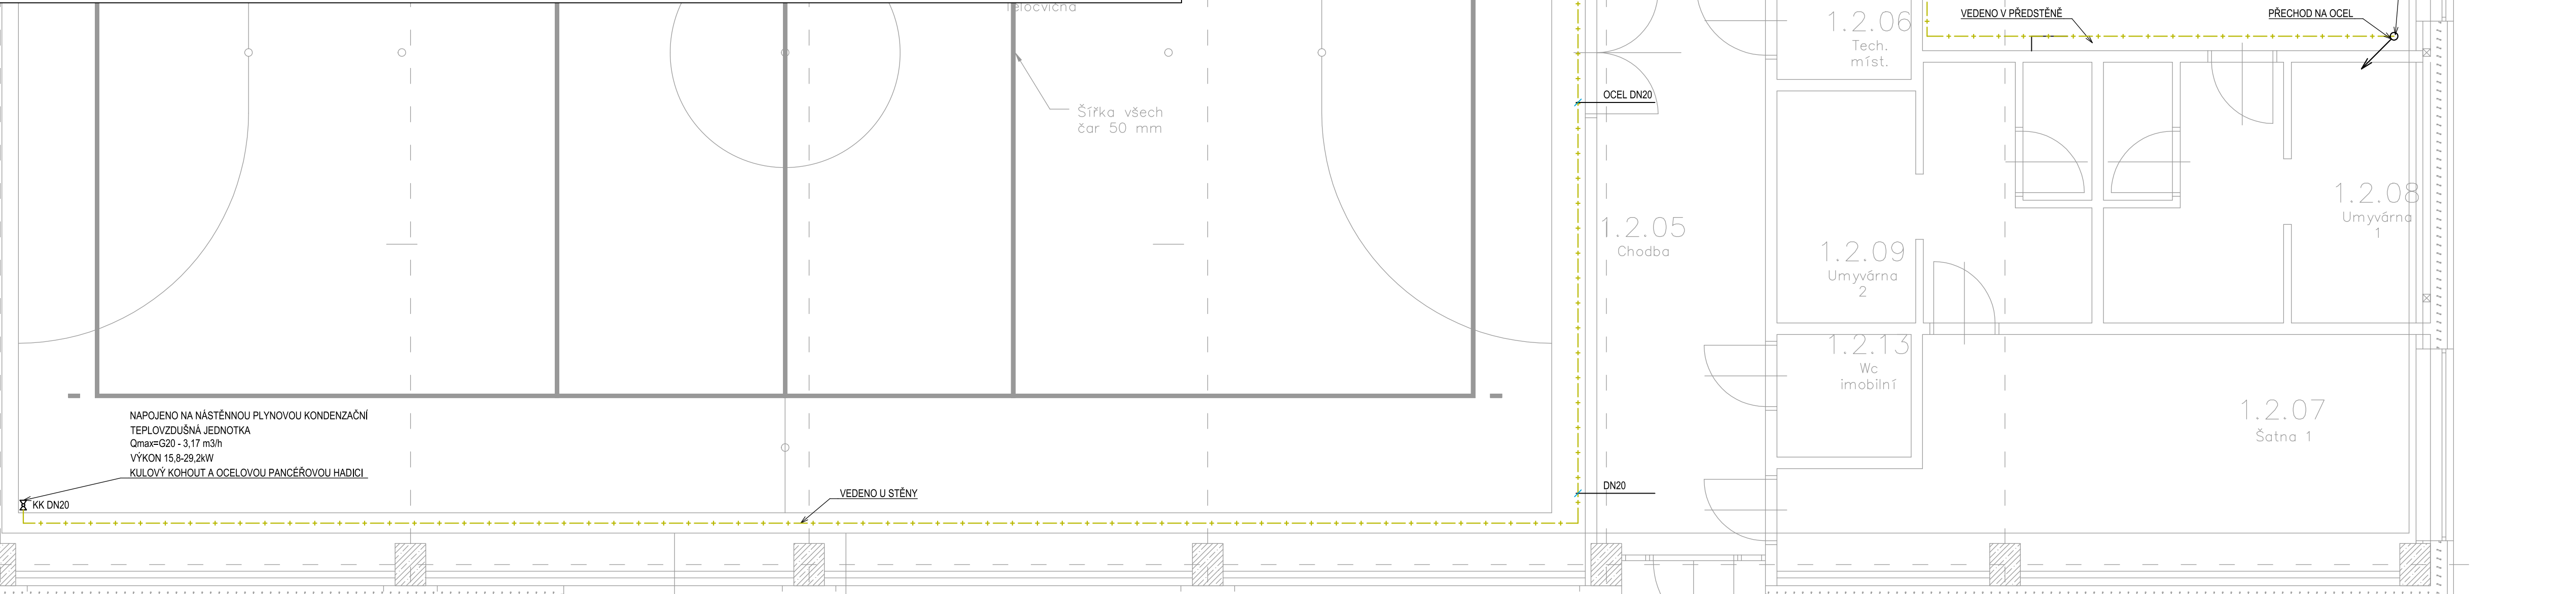 Tělocvična
1.2.06
Tech.
míst.
VEDENO V PŘEDSTĚNĚ
PŘECHOD NA OCEL
OCEL DN20
Šířka všech
čar 50 mm
1.2.08
Umyvárna
1
1.2.05
Chodba
1.2.09
Umyvárna
2
1.2.13
Wc
imobilní
1.2.07
Šatna 1
NAPOJENO NA NÁSTĚNNOU PLYNOVOU KONDENZAČNÍ
TEPLOVZDUŠNÁ JEDNOTKA
Qmax=G20 - 3,17 m3/h
VÝKON 15,8-29,2kW
KULOVÝ KOHOUT A OCELOVOU PANCÉŘOVOU HADICI
KK DN20
VEDENO U STĚNY
DN20